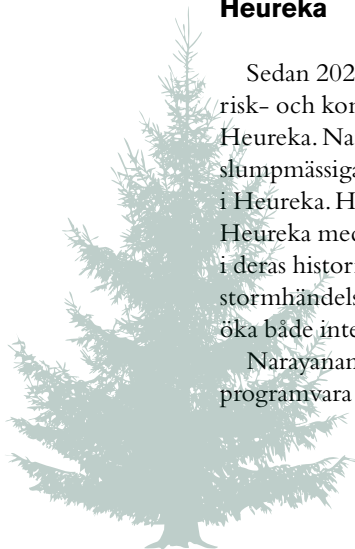 Heureka
Sedan 202
risk- och kon
Heureka. Na
slumpmässiga
i Heureka. H
Heureka med
i deras histor
stormhändels
öka både inte
Narayanan
programvara